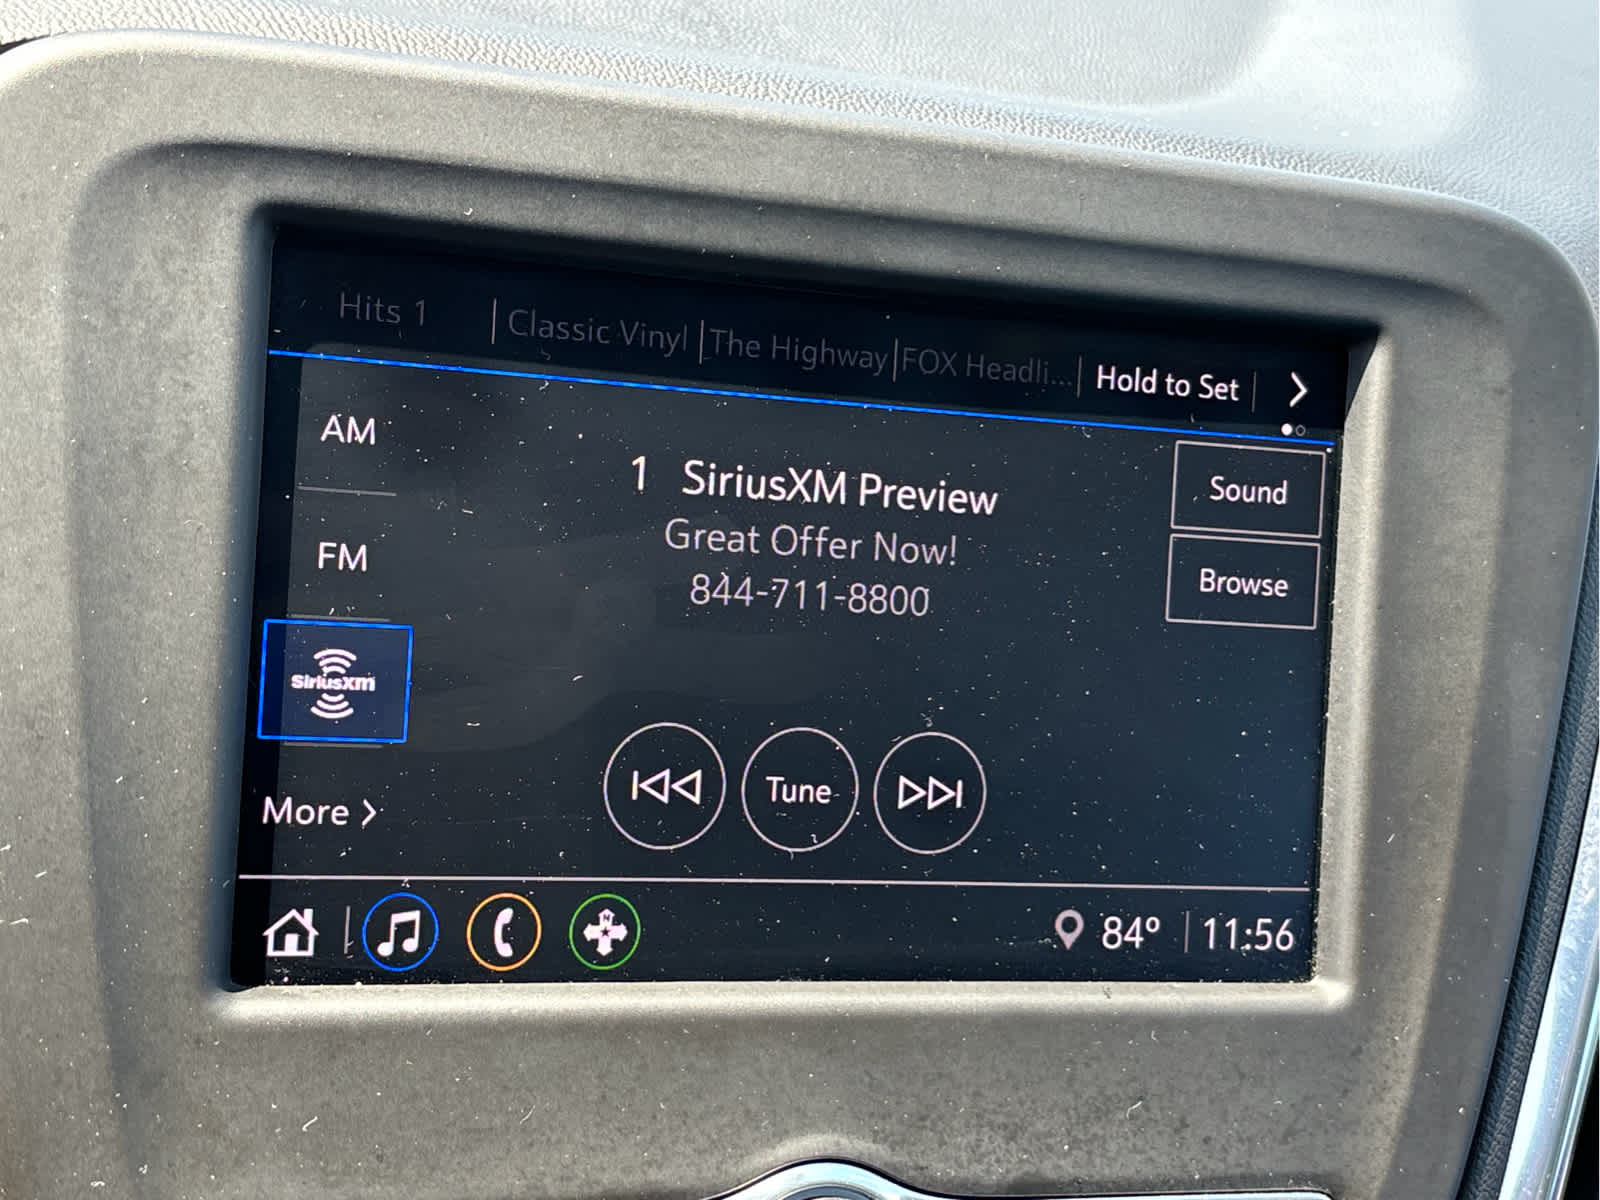 Hits 1 | Classic Vinyl | The Highway | FOX Headli... | Hold to Set
AM
1 SiriusXM Preview
Sound
Great Offer Now!
FM
844-711-8800
Browse
SiriusXM
Tune
More
N
84° | 11:56